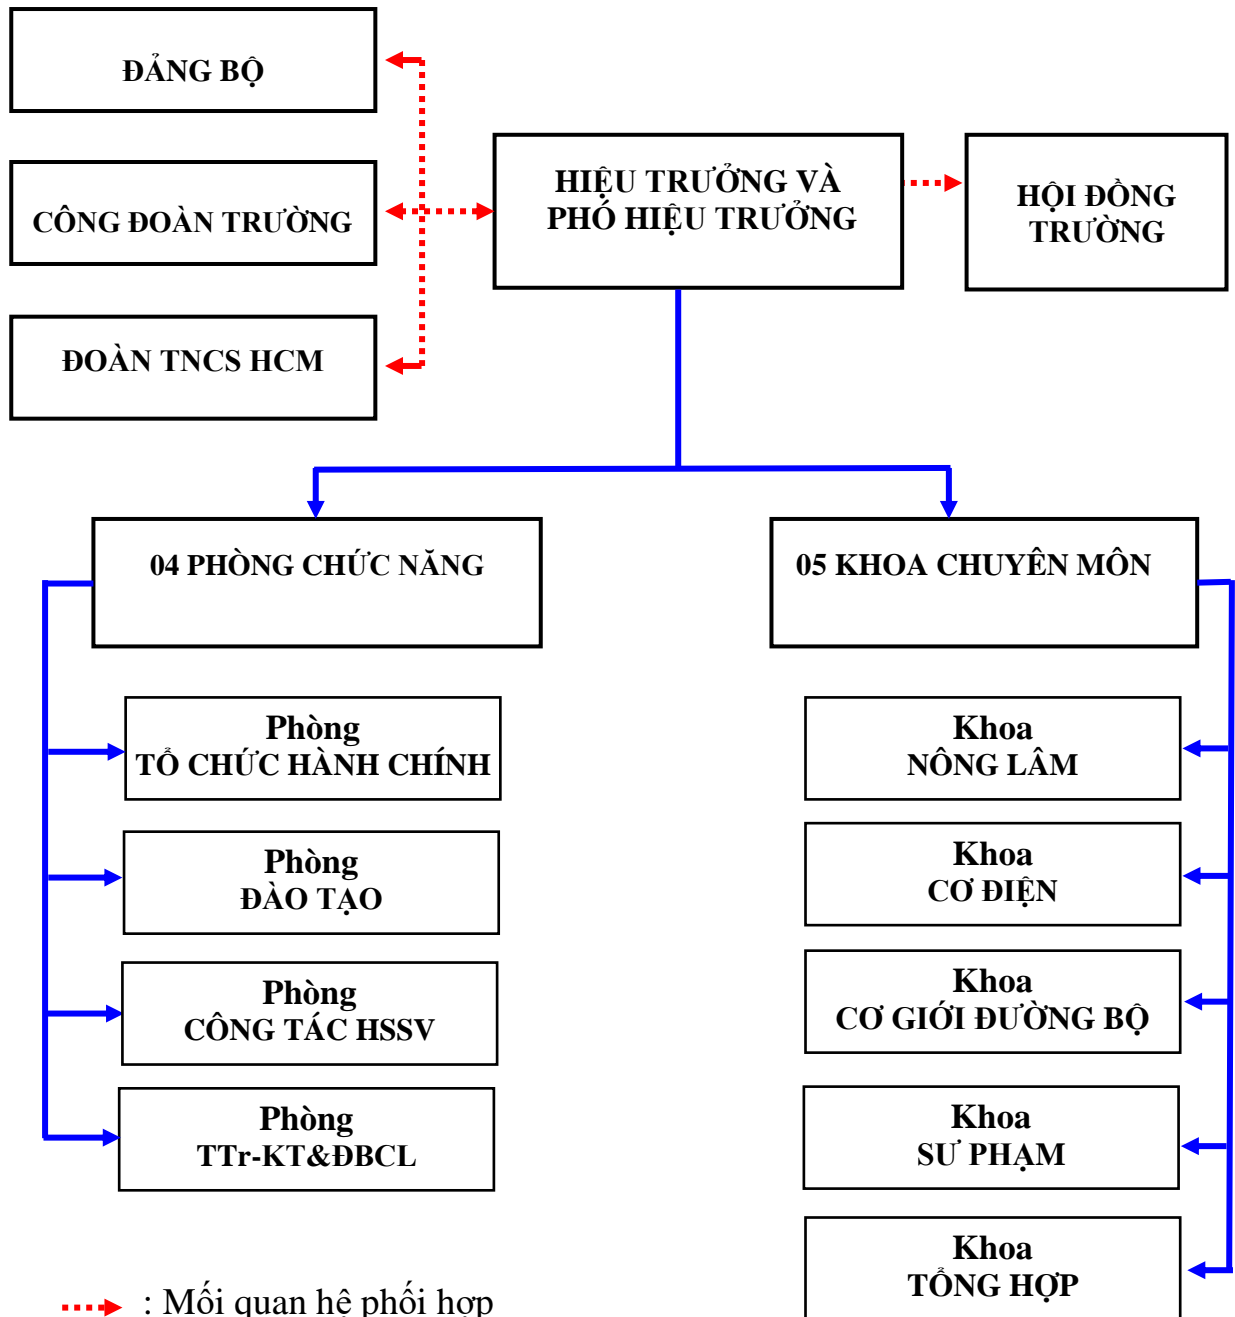 ĐẢNG BỘ
CÔNG ĐOÀN TRƯỜNG
ĐOÀN TNCS HCM
HIỆU TRƯỞNG VÀ
PHÓ HIỆU TRƯỞNG
HỘI ĐỒNG
TRƯỜNG
04 PHÒNG CHỨC NĂNG
05 KHOA CHUYÊN MÔN
Phòng
TỔ CHỨC HÀNH CHÍNH
Phòng
ĐÀO TẠO
Phòng
CÔNG TÁC HSSV
Phòng
TTr-KT&ĐBCL
Khoa
NÔNG LÂM
Khoa
CƠ ĐIỆN
Khoa
CƠ GIỚI ĐƯỜNG BỘ
Khoa
SƯ PHẠM
Khoa
TỔNG HỢP
: Mối quan hệ phối hợp